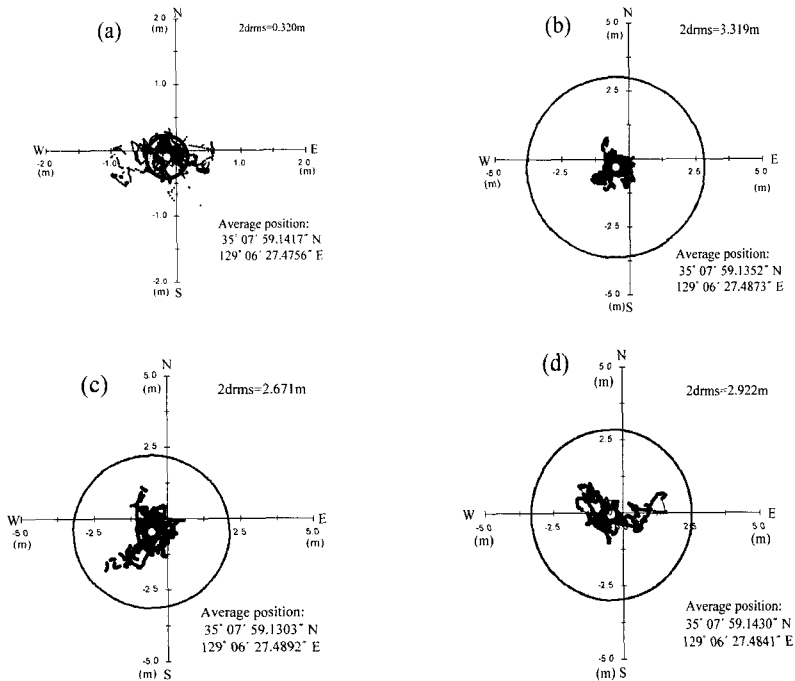 (a)
N
2.0
(m)
2drms=0.320m
1.0
W
E
-2.0
(m)
-1.0
1.0
2.0
(m)
-1.0
Average position:
35° 07′ 59.1417″ N
129° 06′ 27.4756″ E
-2.0
(m) S
(b)
N
5.0
(m)
2drms=3.319m
2.5
W
E
-5.0
(m)
-2.5
2.5
5.0
(m)
-2.5
Average position:
35° 07′ 59.1352″ N
129° 06′ 27.4873″ E
-5.0
(m) S
(c)
N
5.0
(m)
2drms=2.671m
2.5
W
E
-5.0
(m)
-2.5
2.5
5.0
(m)
-2.5
Average position:
35° 07′ 59.1303″ N
129° 06′ 27.4892″ E
-5.0
(m) S
(d)
N
5.0
(m)
2drms=2.922m
2.5
W
E
-5.0
(m)
-2.5
2.5
5.0
(m)
-2.5
Average position:
35° 07′ 59.1430″ N
129° 06′ 27.4841″ E
-5.0
(m) S